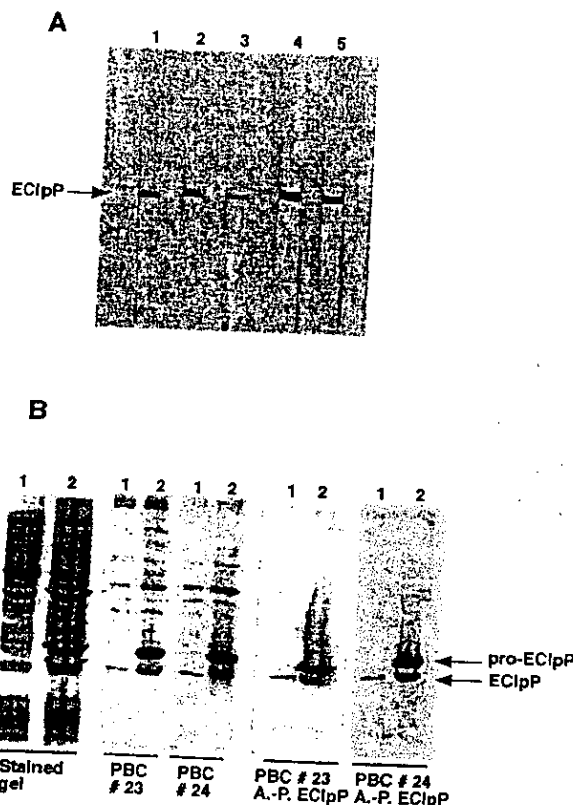 A
1 2 3 4 5
EClpP
B
1 2 1 2 1 2 1 2 1 2
pro-EClpP
EClpP
Stained
gel
PBC
# 23
PBC
# 24
PBC # 23
A.-P. EClpP
PBC # 24
A.-P. EClpP